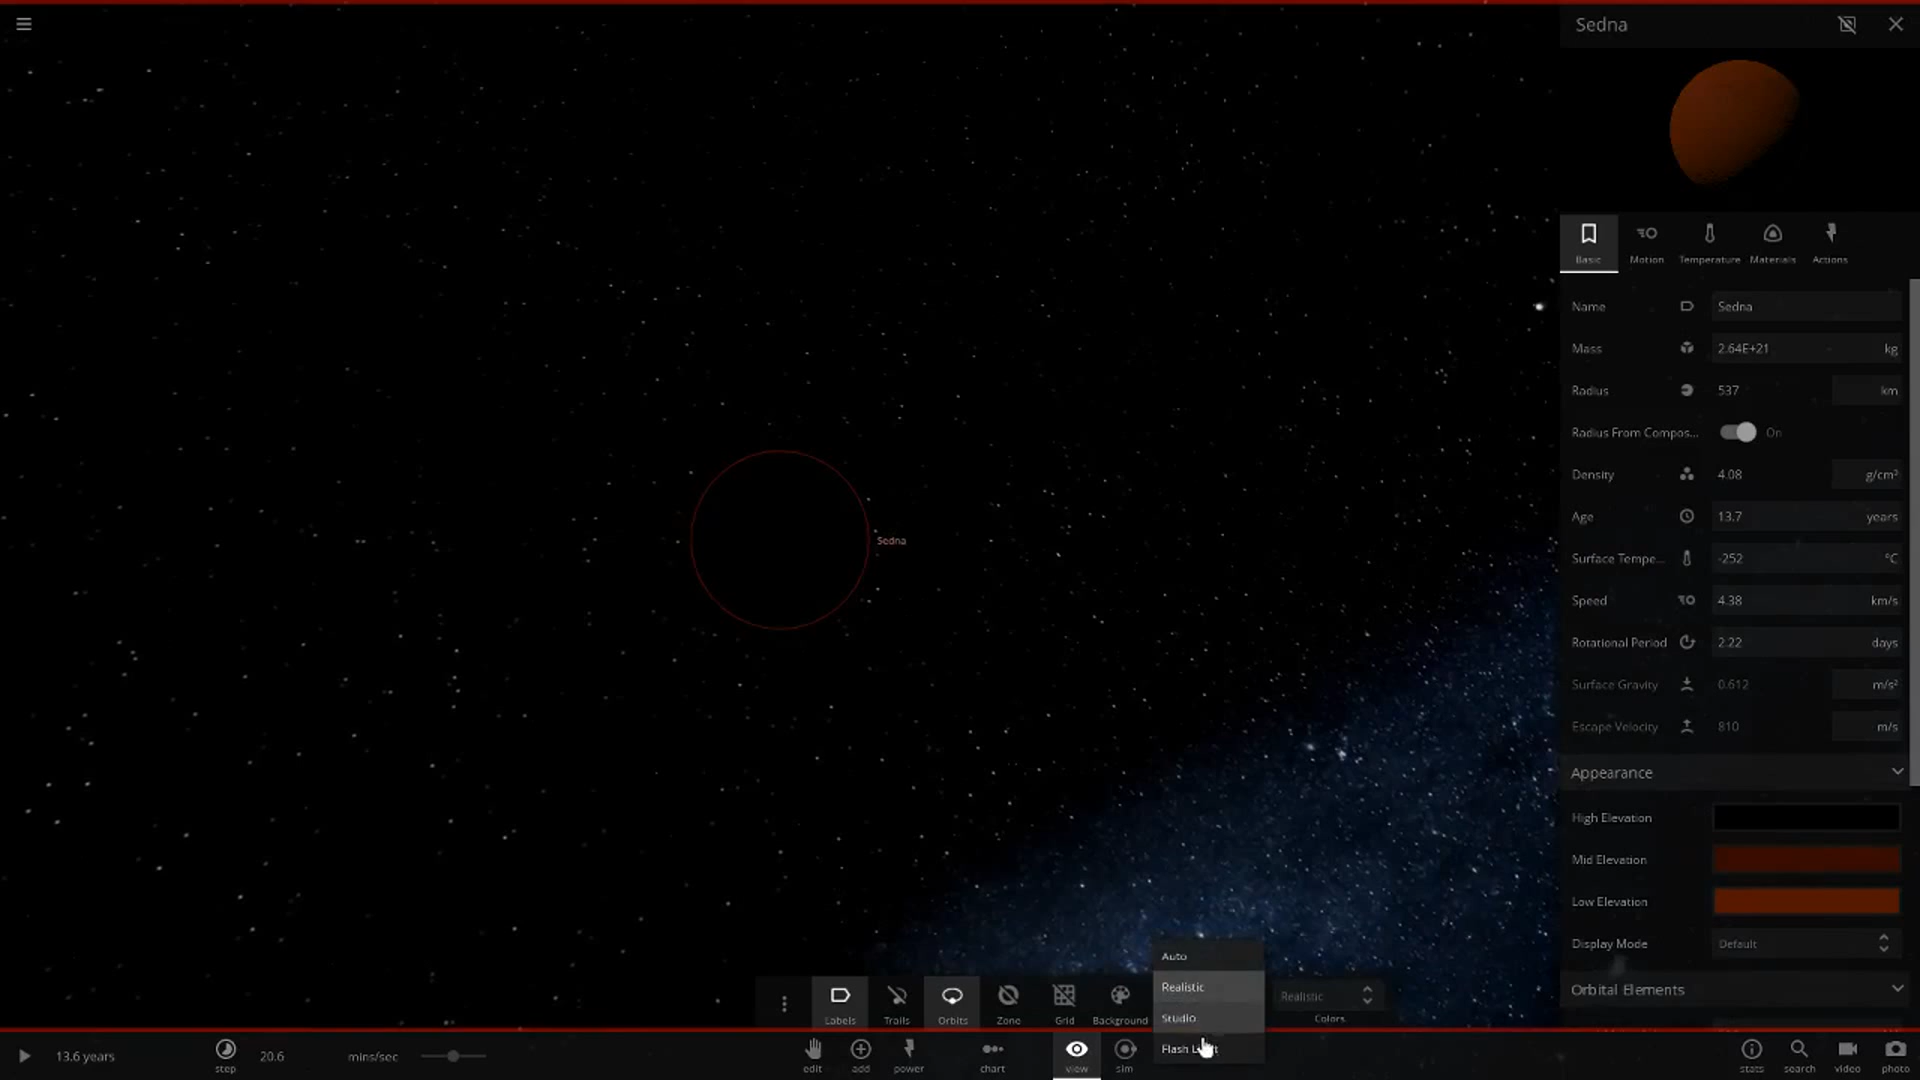 Sedna
Basic
Motion
Temperature
Materials
Actions
Name Sedna
Mass 2.64E+21 kg
Radius 537 km
Radius From Compos... On
Density 4.08 g/cm³
Age 13.7 years
Surface Tempe... -252 °C
Speed 4.38 km/s
Rotational Period 2.22 days
Surface Gravity 0.612 m/s²
Escape Velocity 810 m/s
Appearance
High Elevation
Mid Elevation
Low Elevation
Display Mode Default
Orbital Elements
Sedna
Auto
Realistic
Studio
Flash
Labels
Trails
Orbits
Zone
Grid
Background
Realistic
Colors
13.6 years
step
20.6 mins/sec
edit
add
power
chart
view
sim
stats
search
video
photo